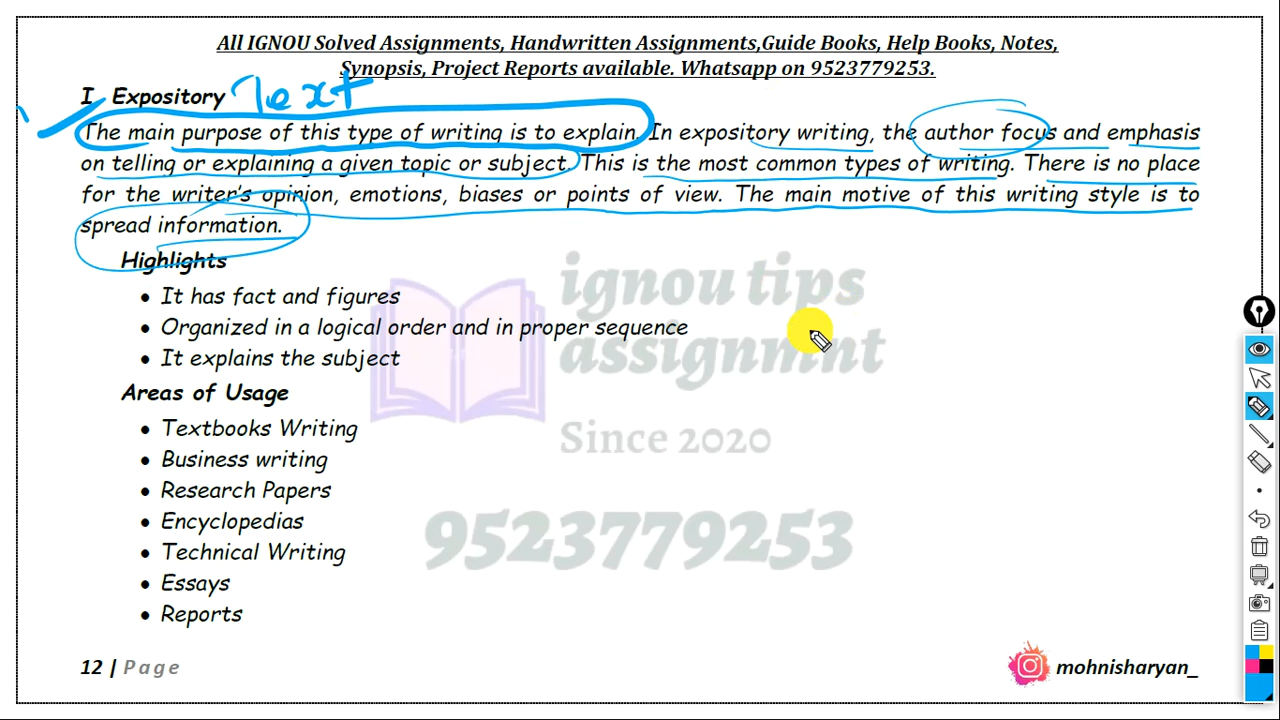 All IGNOU Solved Assignments, Handwritten Assignments,Guide Books, Help Books, Notes,
Synopsis, Project Reports available. Whatsapp on 9523779253.
I. Expository Text
The main purpose of this type of writing is to explain. In expository writing, the author focus and emphasis
on telling or explaining a given topic or subject. This is the most common types of writing. There is no place
for the writer's opinion, emotions, biases or points of view. The main motive of this writing style is to
spread information.
Highlights
• It has fact and figures
• Organized in a logical order and in proper sequence
• It explains the subject
Areas of Usage
• Textbooks Writing
• Business writing
• Research Papers
• Encyclopedias
• Technical Writing
• Essays
• Reports
ignou tips
assignmnt
Since 2020
9523779253
12 | Page
mohnisharyan_